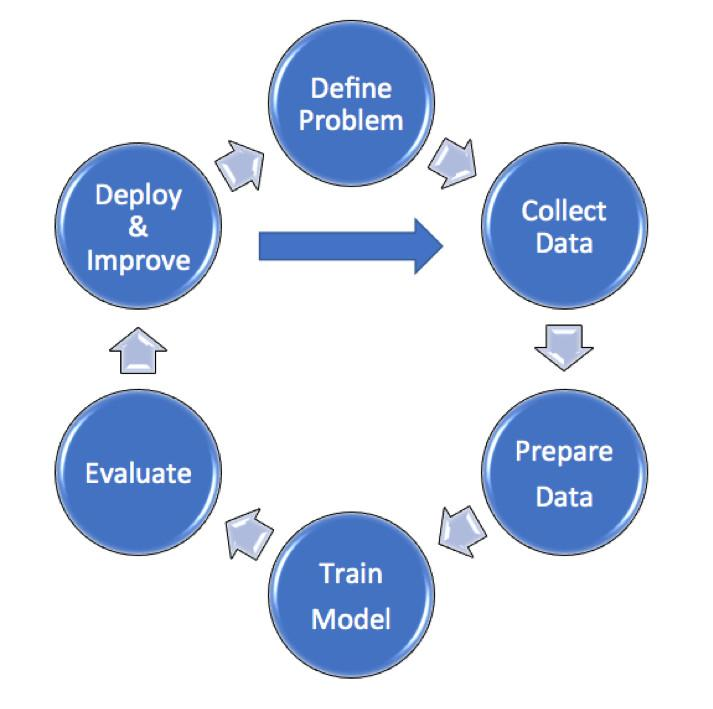 Define
Problem
Collect
Data
Prepare
Data
Train
Model
Evaluate
Deploy
&
Improve